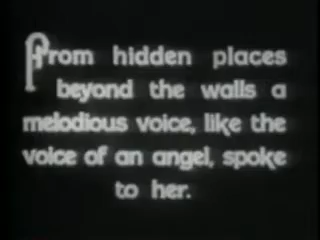 From hidden places
beyond the walls a
melodious voice, like the
voice of an angel, spoke
to her.